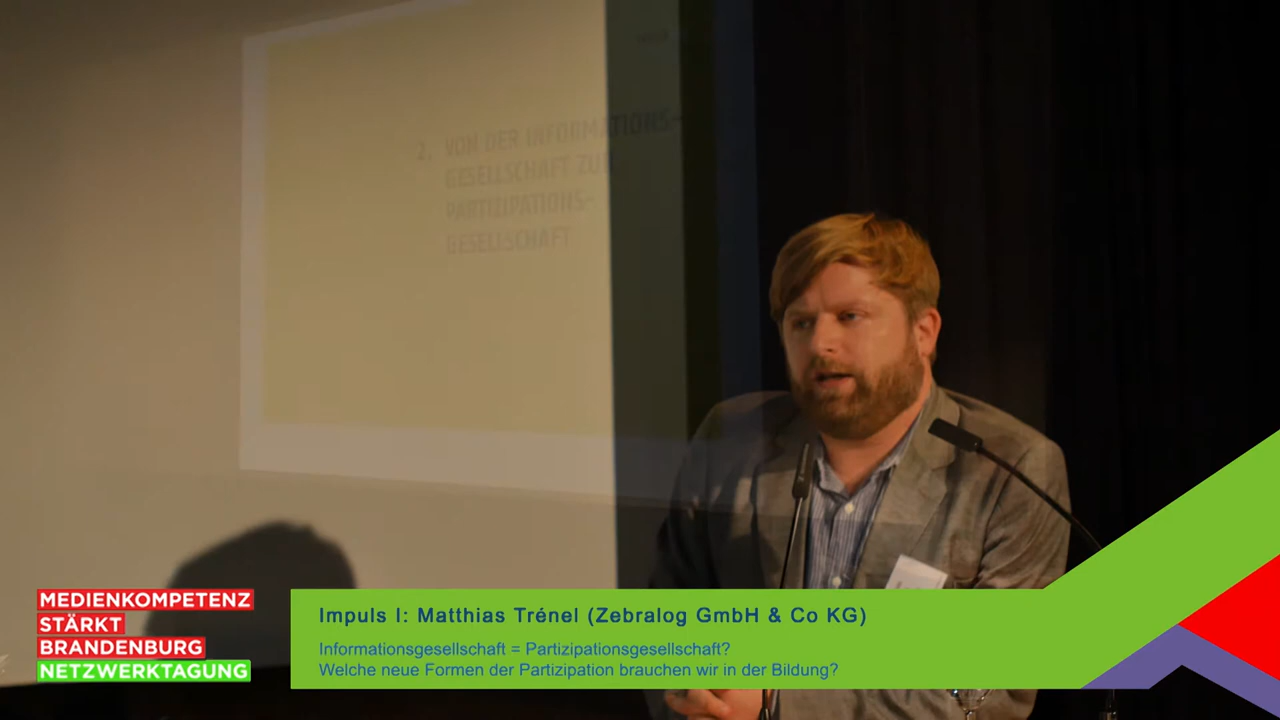 2. VON DER INFORMATIONS-
GESELLSCHAFT ZUR
PARTIZIPATIONS-
GESELLSCHAFT
MEDIENKOMPETENZ
STÄRKT
BRANDENBURG
NETZWERKTAGUNG
Impuls I: Matthias Trénel (Zebralog GmbH & Co KG)
Informationsgesellschaft = Partizipationsgesellschaft?
Welche neue Formen der Partizipation brauchen wir in der Bildung?